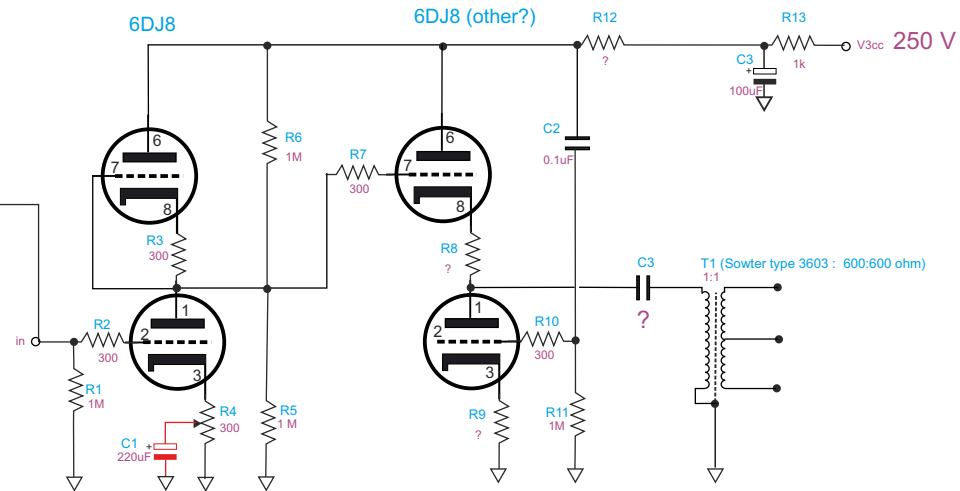 6DJ8
6DJ8 (other?)
R12
?
R13
1k
V3cc 250 V
C3
+
100uF
6
7
8
R6
1M
R7
300
6
7
8
C2
0.1uF
R3
300
R8
?
C3
?
T1 (Sowter type 3603 : 600:600 ohm)
1:1
in
R2
300
1
2
3
R1
1M
R4
300
C1
+
220uF
R5
1 M
1
2
3
R10
300
R9
?
R11
1M